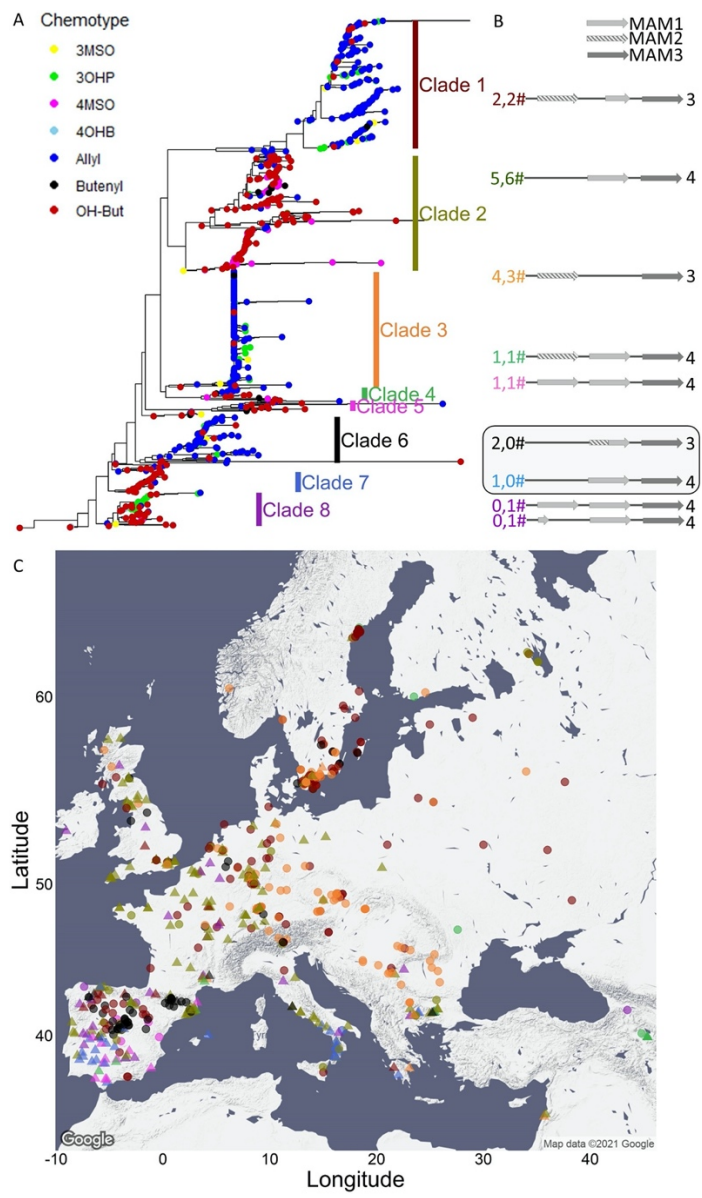 A
Chemotype
3MSO
3OHP
4MSO
4OHB
Allyl
Butenyl
OH-But
Clade 1
Clade 2
Clade 3
Clade 4
Clade 5
Clade 6
Clade 7
Clade 8
B
MAM1
MAM2
MAM3
2,2# 3
5,6# 4
4,3# 3
1,1# 4
1,1# 4
2,0# 3
1,0# 4
0,1# 4
0,1# 4
C
Latitude
60
50
40
Google
Map data ©2021 Google
-10 0 10 20 30 40
Longitude